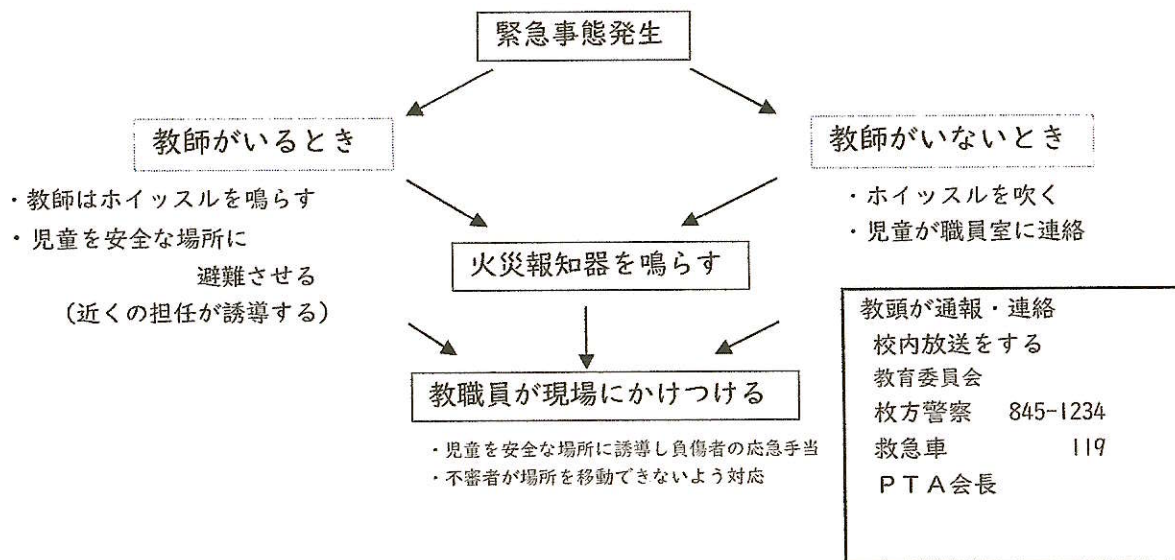 緊急事態発生
教師がいるとき
・教師はホイッスルを鳴らす
・児童を安全な場所に
避難させる
(近くの担任が誘導する)
教師がいないとき
・ホイッスルを吹く
・児童が職員室に連絡
火災報知器を鳴らす
教職員が現場にかけつける
・児童を安全な場所に誘導し負傷者の応急手当
・不審者が場所を移動できないよう対応
教頭が通報・連絡
校内放送をする
教育委員会
枚方警察 845-1234
救急車 119
ＰＴＡ会長